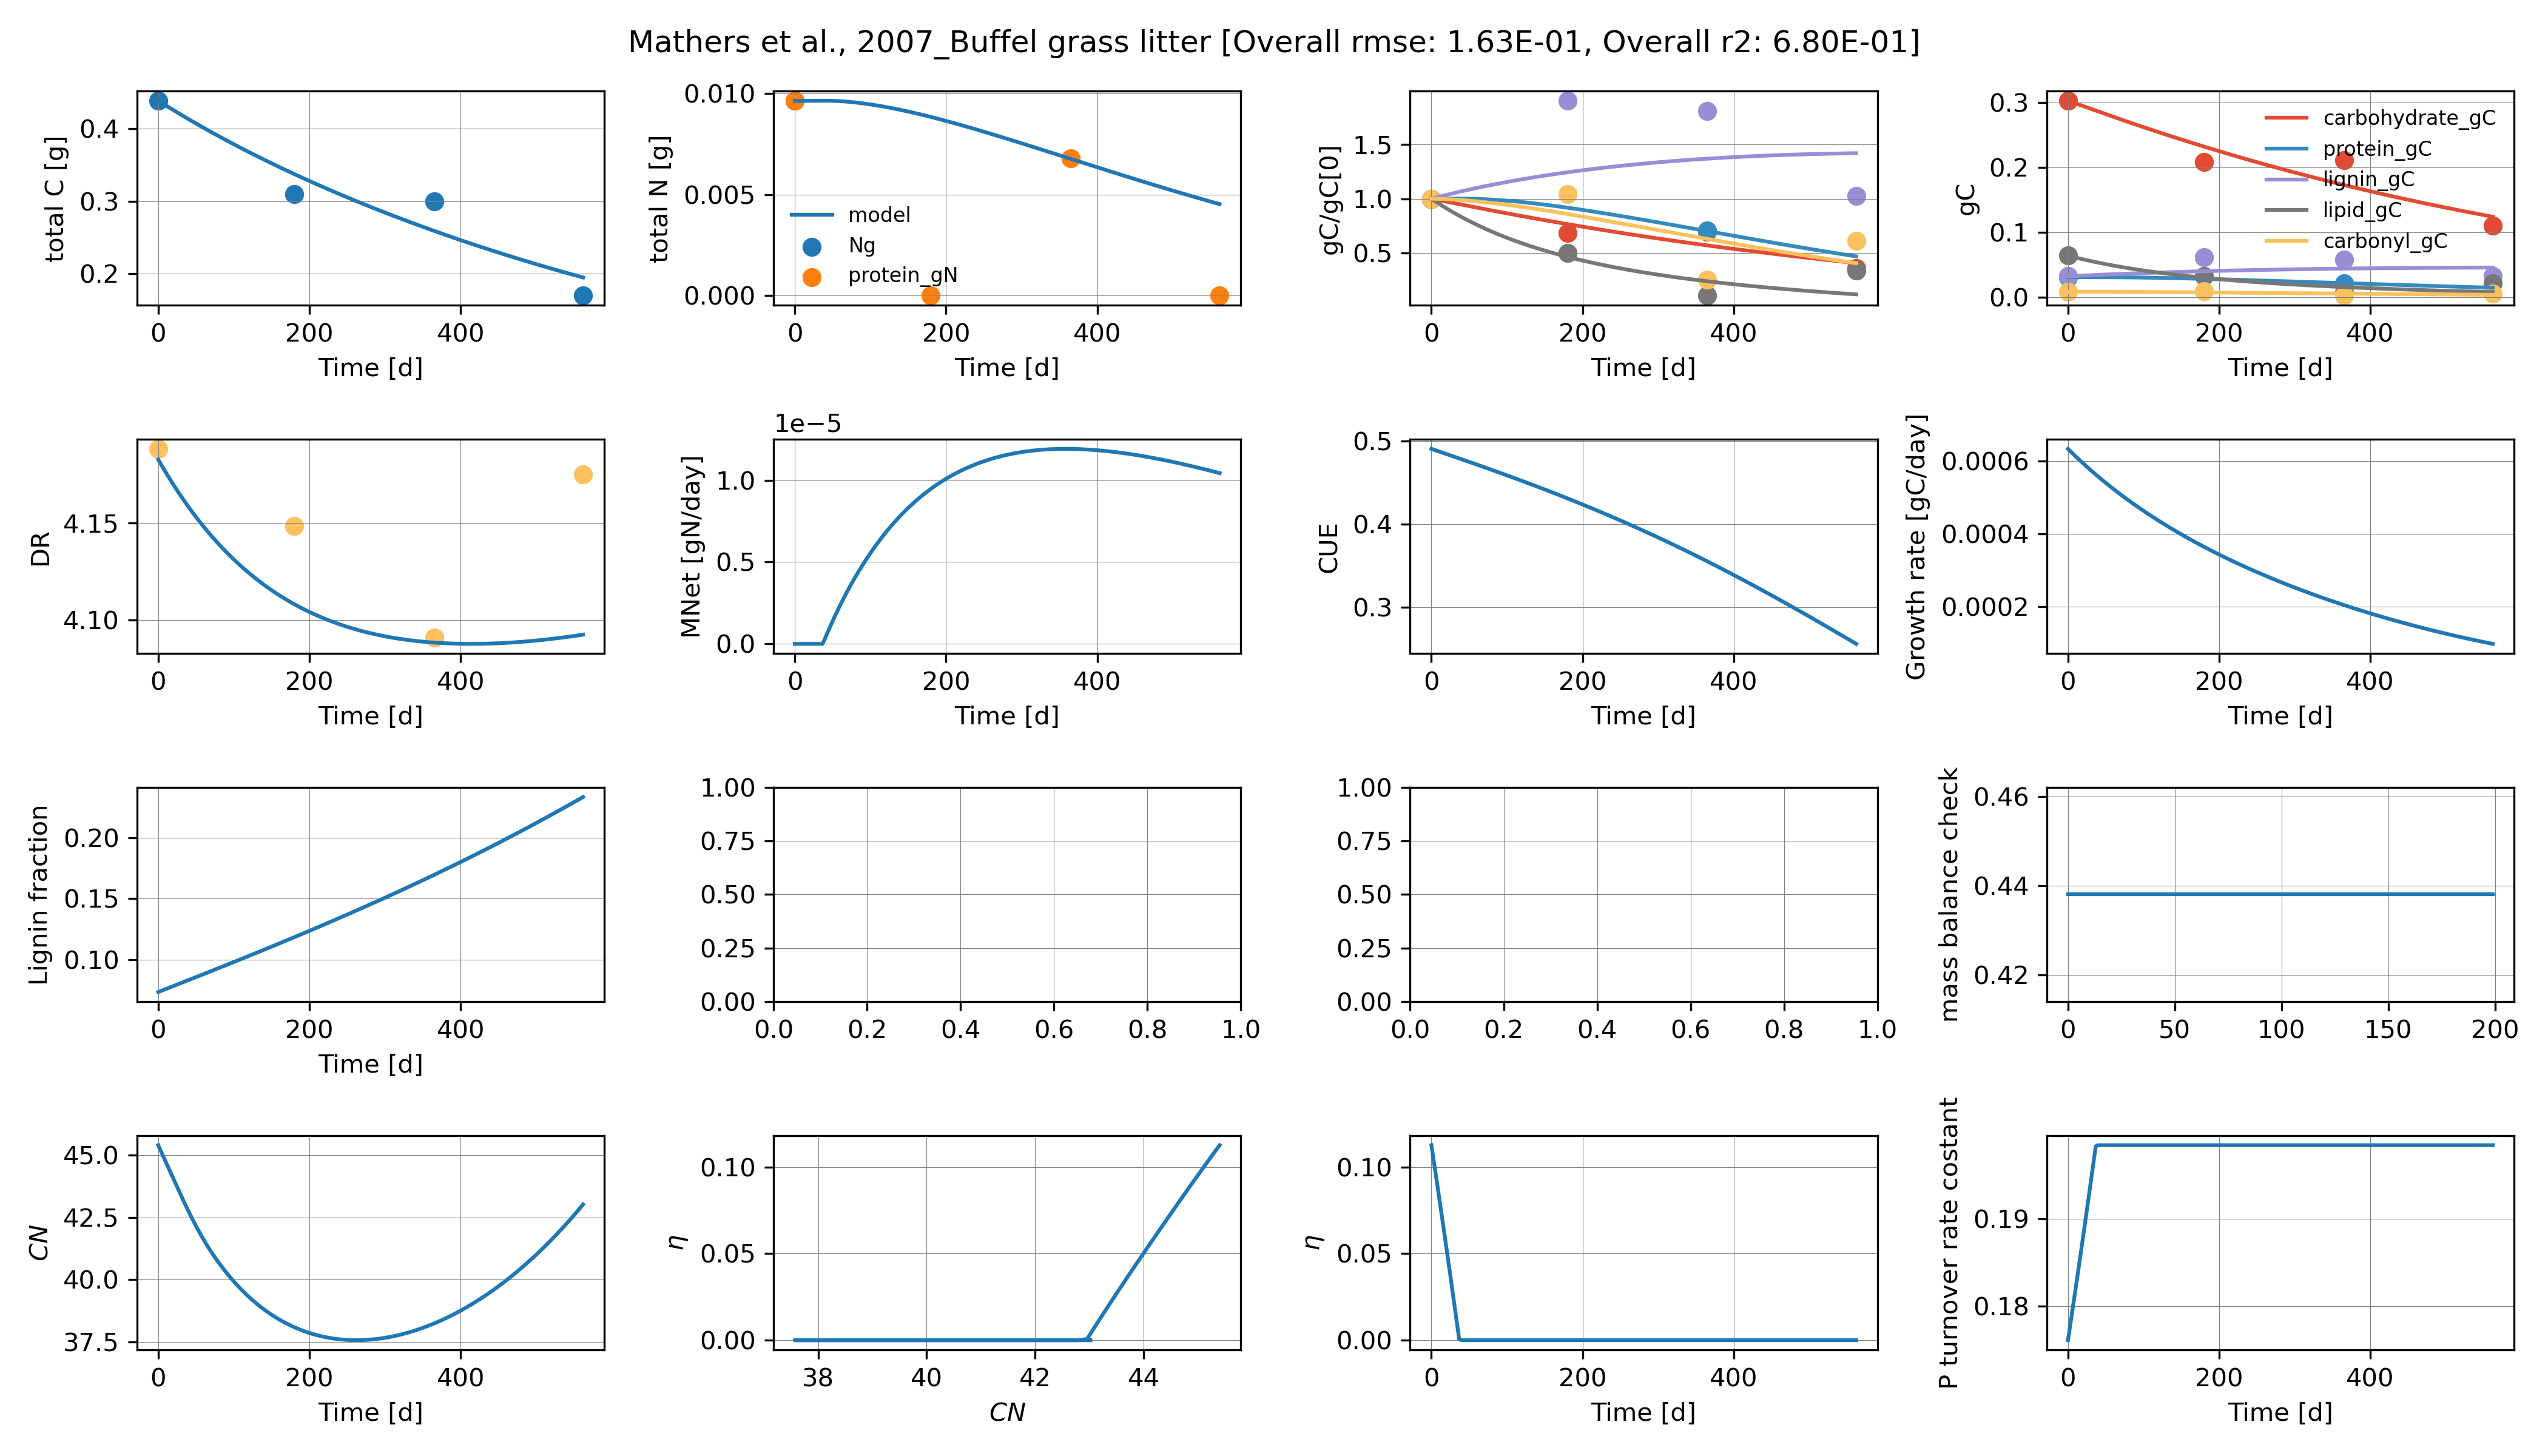 Mathers et al., 2007_Buffel grass litter [Overall rmse: 1.63E-01, Overall r2: 6.80E-01]
total C [g]
0.4
0.3
0.2
0 200 400
Time [d]
total N [g]
0.010
0.005
0.000
model
Ng
protein_gN
0 200 400
Time [d]
gC/gC[0]
1.5
1.0
0.5
0 200 400
Time [d]
gC
0.3
0.2
0.1
0.0
carbohydrate_gC
protein_gC
lignin_gC
lipid_gC
carbonyl_gC
0 200 400
Time [d]
DR
4.15
4.10
0 200 400
Time [d]
1e−5
MNet [gN/day]
1.0
0.5
0.0
0 200 400
Time [d]
CUE
0.5
0.4
0.3
0 200 400
Time [d]
Growth rate [gC/day]
0.0006
0.0004
0.0002
0 200 400
Time [d]
Lignin fraction
0.20
0.15
0.10
0 200 400
Time [d]
1.00
0.75
0.50
0.25
0.00
0.0 0.2 0.4 0.6 0.8 1.0
1.00
0.75
0.50
0.25
0.00
0.0 0.2 0.4 0.6 0.8 1.0
mass balance check
0.46
0.44
0.42
0 50 100 150 200
CN
45.0
42.5
40.0
37.5
0 200 400
Time [d]
η
0.10
0.05
0.00
38 40 42 44
CN
η
0.10
0.05
0.00
0 200 400
Time [d]
P turnover rate costant
0.19
0.18
0 200 400
Time [d]